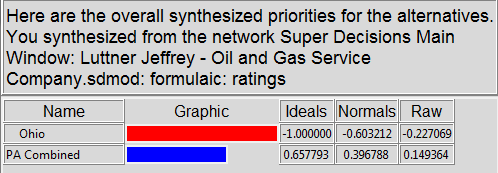 Here are the overall synthesized priorities for the alternatives.
You synthesized from the network Super Decisions Main
Window: Luttner Jeffrey - Oil and Gas Service
Company.sdmod: formulaic: ratings
Name Graphic Ideals Normals Raw
Ohio -1.000000 -0.603212 -0.227069
PA Combined 0.657793 0.396788 0.149364